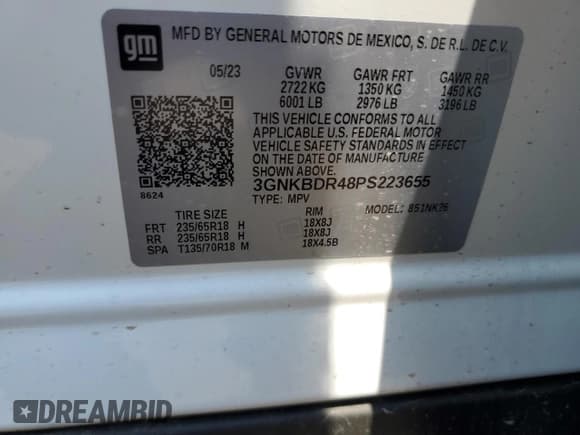 gm MFD BY GENERAL MOTORS DE MEXICO, S. DE R.L. DE C.V.
05/23 GVWR GAWR FRT GAWR RR
2722 KG 1350 KG 1450 KG
6001 LB 2976 LB 3196 LB
THIS VEHICLE CONFORMS TO ALL
APPLICABLE U.S. FEDERAL MOTOR
VEHICLE SAFETY STANDARDS IN EFFECT
ON THE DATE OF MANUFACTURE
SHOWN ABOVE.
3GNKBDR48PS223655
8624 TYPE: MPV MODEL: 851NK26
TIRE SIZE RIM
FRT 235/65R18 H 18X8J
RR 235/65R18 H 18X8J
SPA T135/70R18 M 18X4.5B
DREAMBID